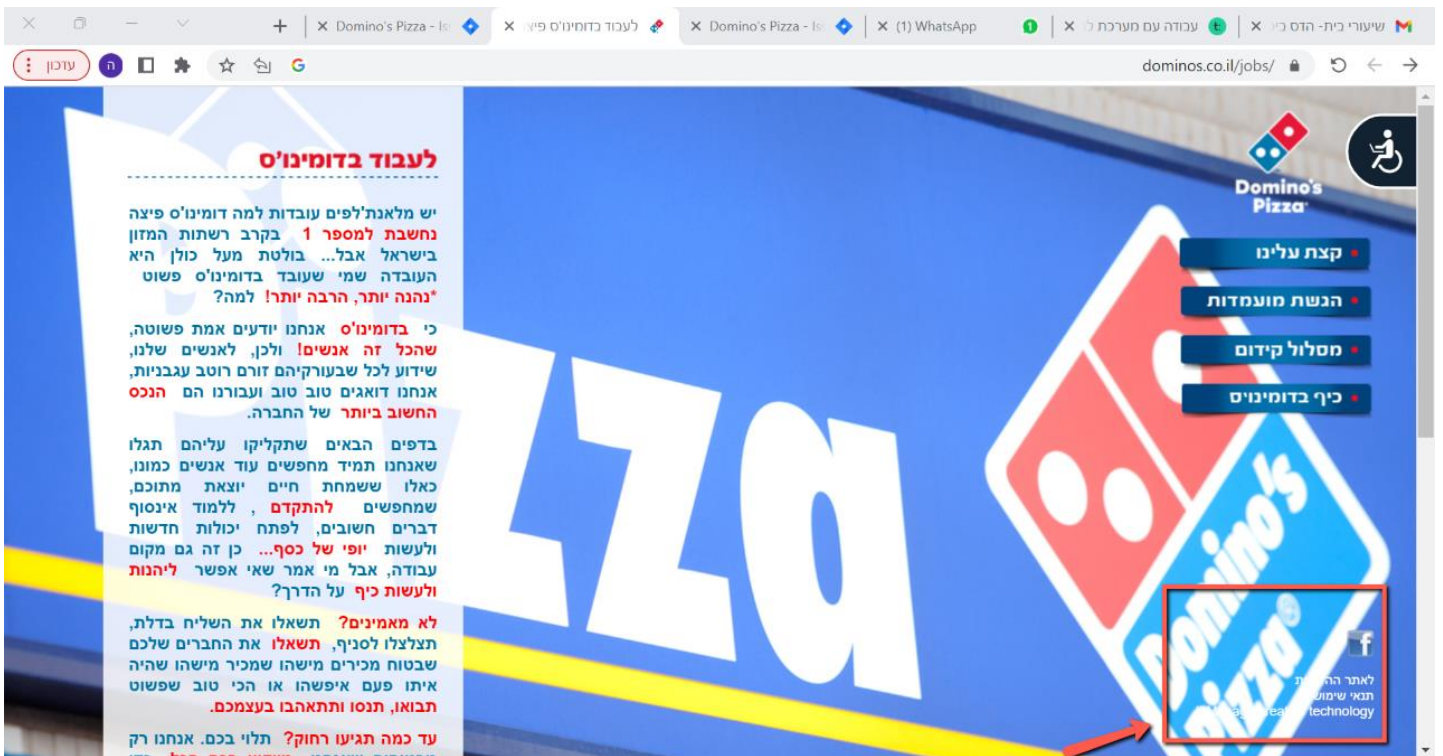 שיעורי בית- הדס כי
עבודה עם מערכת ל
(1) WhatsApp
Domino's Pizza - Is
לעבוד בדומינו'ס פיצ
Domino's Pizza - Is
dominos.co.il/jobs/
עדכון
ה
Domino's
Pizza
קצת עלינו
הגשת מועמדות
מסלול קידום
כיף בדומינויס
לעבוד בדומינו'ס
יש מלאנת'לפים עובדות למה דומינו'ס פיצה
נחשבת למספר 1 בקרב רשתות המזון
בישראל אבל... בולטת מעל כולן היא
העובדה שמי שעובד בדומינו'ס פשוט
*נהנה יותר, הרבה יותר! למה?
כי בדומינו'ס אנחנו יודעים אמת פשוטה,
שהכל זה אנשים! ולכן, לאנשים שלנו,
שידוע לכל שבעורקיהם זורם רוטב עגבניות,
אנחנו דואגים טוב טוב ועבורנו הם הנכס
החשוב ביותר של החברה.
בדפים הבאים שתקליקו עליהם תגלו
שאנחנו תמיד מחפשים עוד אנשים כמונו,
כאלו ששמחת חיים יוצאת מתוכם,
שמחפשים להתקדם , ללמוד אינסוף
דברים חשובים, לפתח יכולות חדשות
ולעשות יופי של כסף... כן זה גם מקום
עבודה, אבל מי אמר שאי אפשר ליהנות
ולעשות כיף על הדרך?
לא מאמינים? תשאלו את השליח בדלת,
תצלצלו לסניף, תשאלו את החברים שלכם
שבטוח מכירים מישהו שמכיר מישהו שהיה
איתו פעם איפשהו או הכי טוב שפשוט
תבואו, תנסו ותתאהבו בעצמכם.
עד כמה תגיעו רחוק? תלוי בכם. אנחנו רק
Pizza
Domino's
Pizza
לאתר
תנאי שימוש
technology